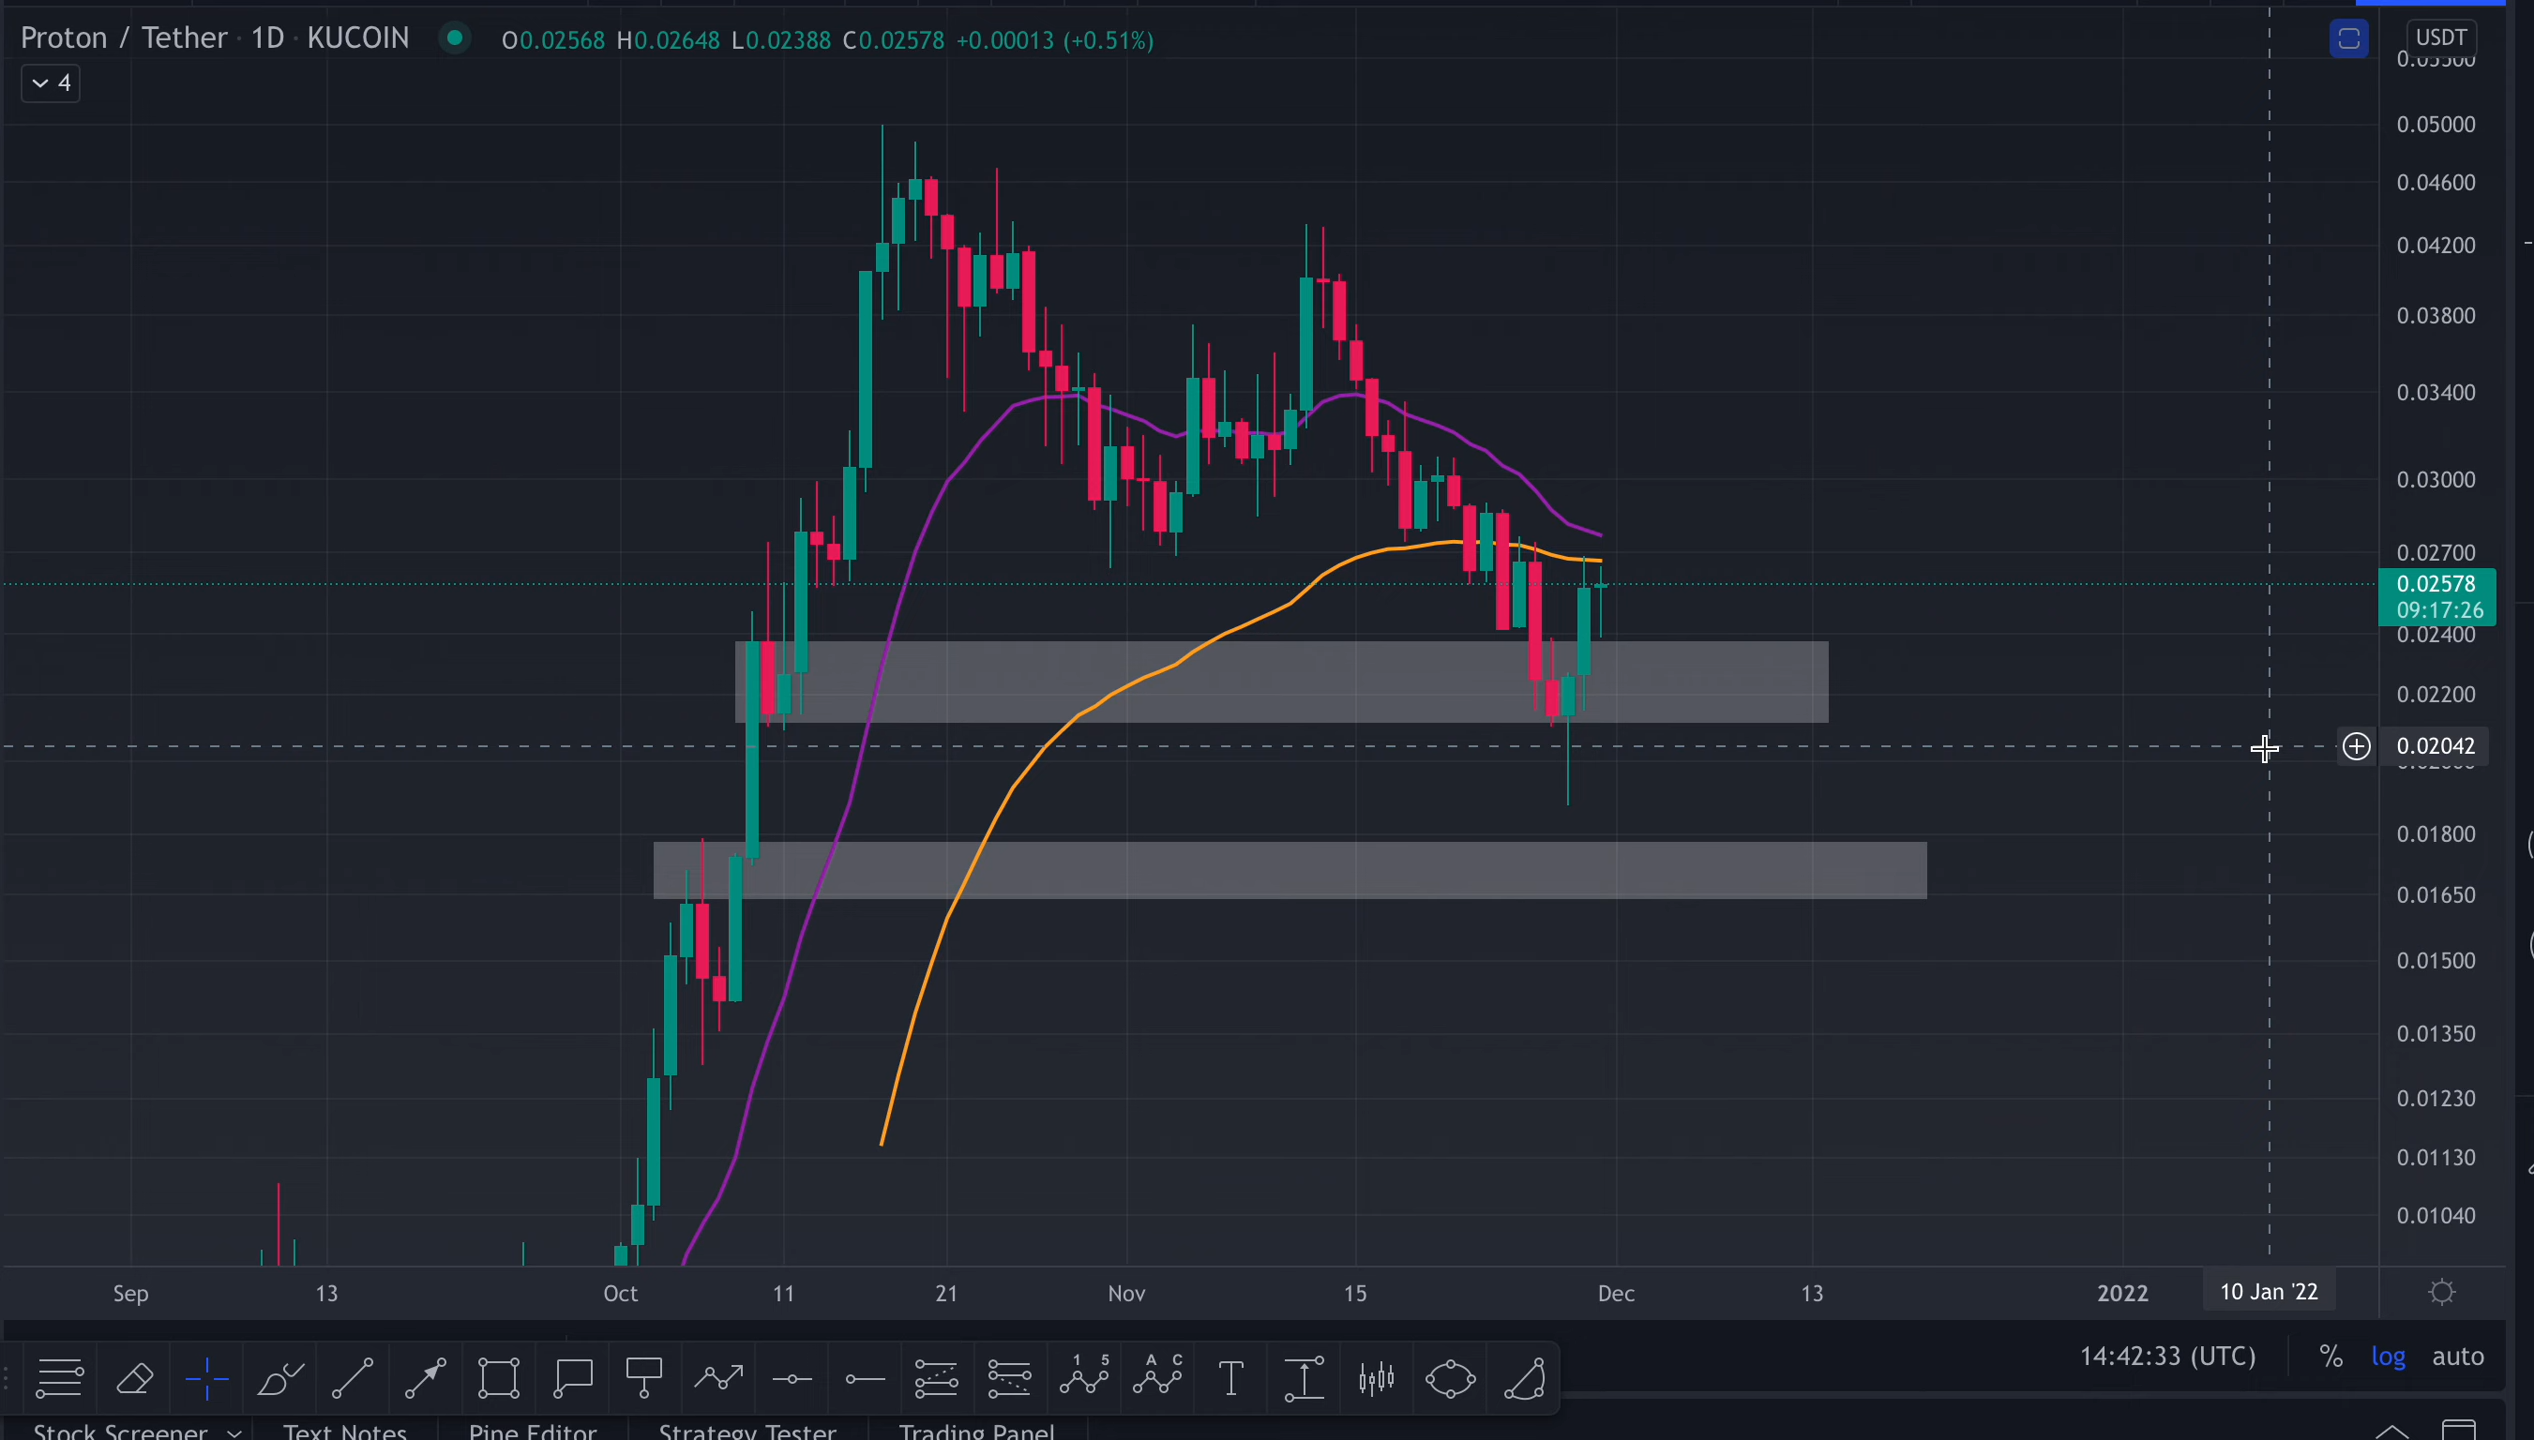 Proton / Tether · 1D · KUCOIN
O0.02568 H0.02648 L0.02388 C0.02578 +0.00013 (+0.51%)
4
USDT
0.05000
0.04600
0.04200
0.03800
0.03400
0.03000
0.02700
0.02578
09:17:26
0.02400
0.02200
0.02042
0.01800
0.01650
0.01500
0.01350
0.01230
0.01130
0.01040
Sep 13 Oct 11 21 Nov 15 Dec 13 2022 10 Jan '22
14:42:33 (UTC) % log auto
1 5 A C T
Stock Screener Text Notes Pine Editor Strategy Tester Trading Panel